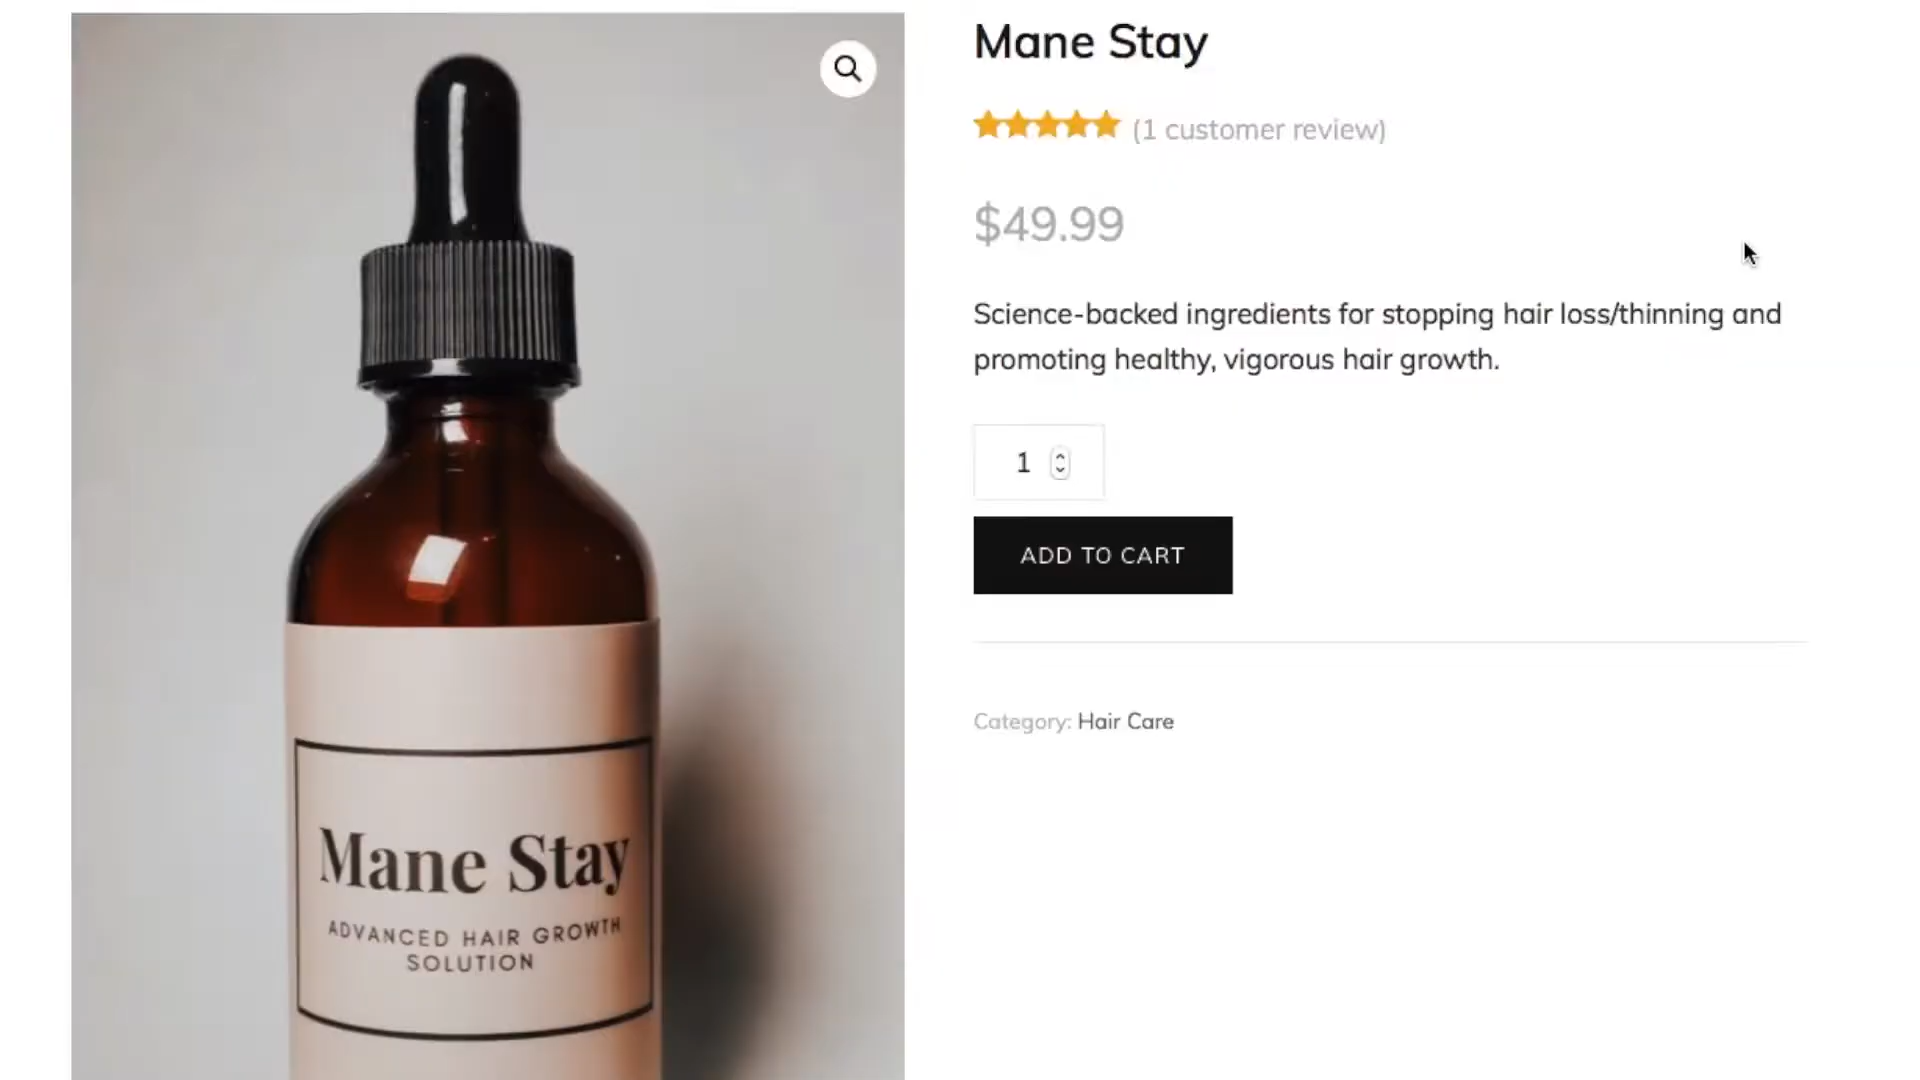 Mane Stay
(1 customer review)
$49.99
Science-backed ingredients for stopping hair loss/thinning and
promoting healthy, vigorous hair growth.
1
ADD TO CART
Category: Hair Care
Mane Stay
ADVANCED HAIR GROWTH
SOLUTION